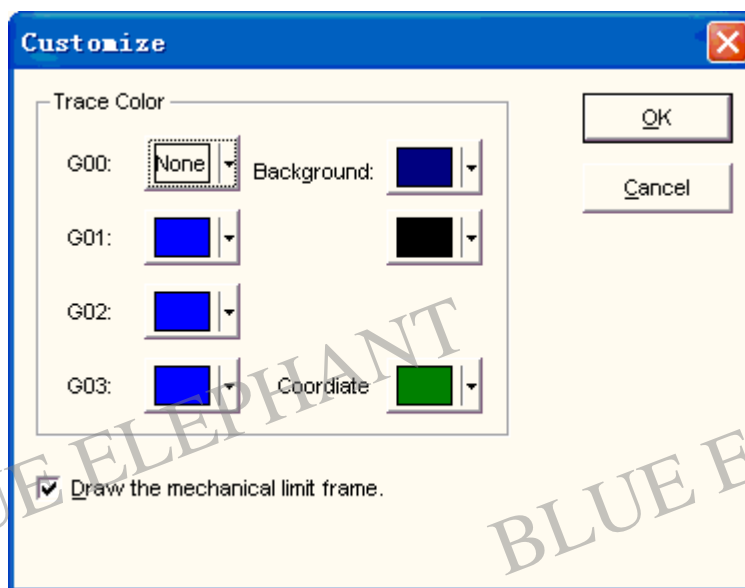 Customize
Trace Color
G00:
None
Background:
G01:
G02:
G03:
Coordiate
Draw the mechanical limit frame.
OK
Cancel
BLUE ELEPHANT
BLUE E